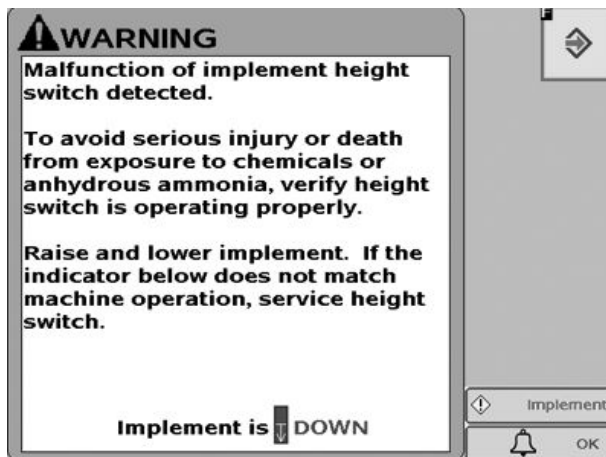 WARNING
Malfunction of implement height
switch detected.
To avoid serious injury or death
from exposure to chemicals or
anhydrous ammonia, verify height
switch is operating properly.
Raise and lower implement. If the
indicator below does not match
machine operation, service height
switch.
Implement is DOWN
F
Implement
OK